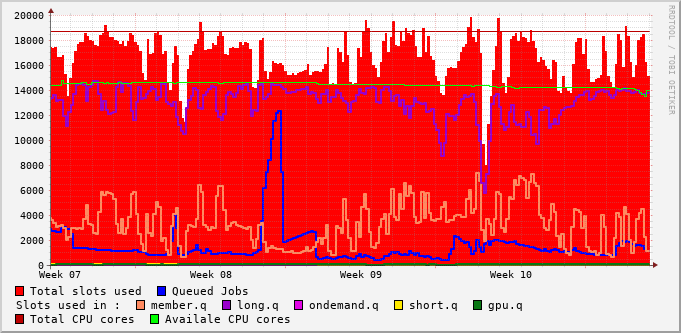 20000
18000
16000
14000
12000
10000
8000
6000
4000
2000
0
Week 07 Week 08 Week 09 Week 10
RRDTOOL / TOBI OETIKER
Total slots used Queued Jobs
Slots used in : member.q long.q ondemand.q short.q gpu.q
Total CPU cores Availale CPU cores